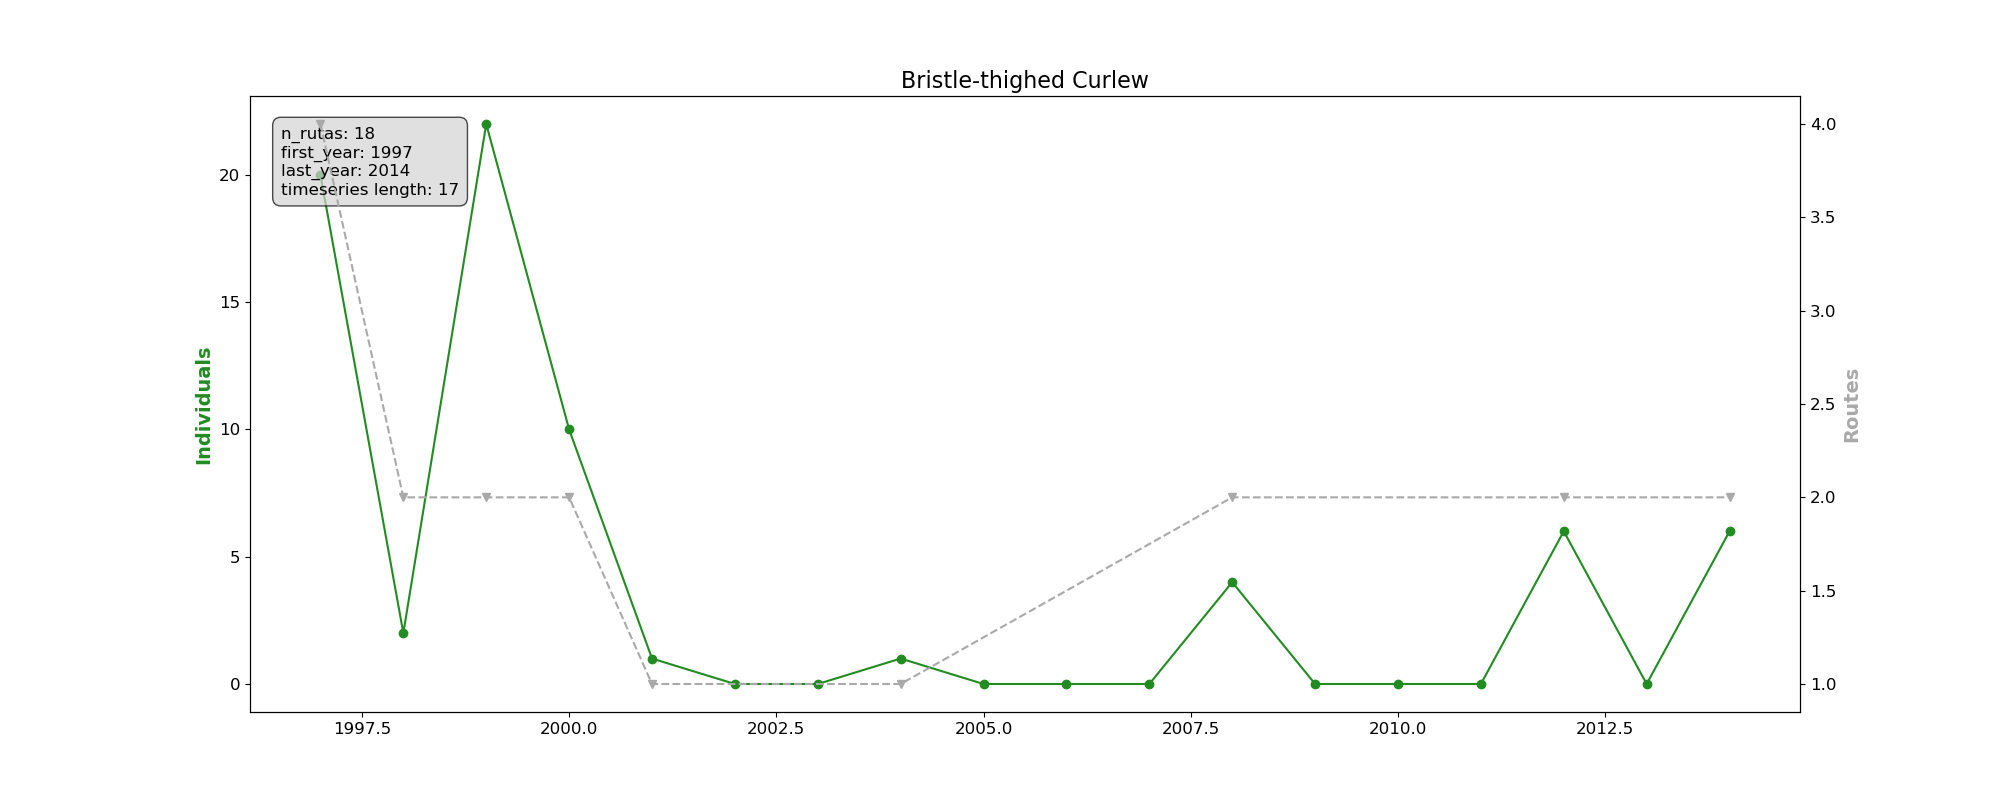 Bristle-thighed Curlew
n_rutas: 18
first_year: 1997
last_year: 2014
timeseries length: 17
20
15
10
5
0
Individuals
4.0
3.5
3.0
2.5
2.0
1.5
1.0
Routes
1997.5 2000.0 2002.5 2005.0 2007.5 2010.0 2012.5